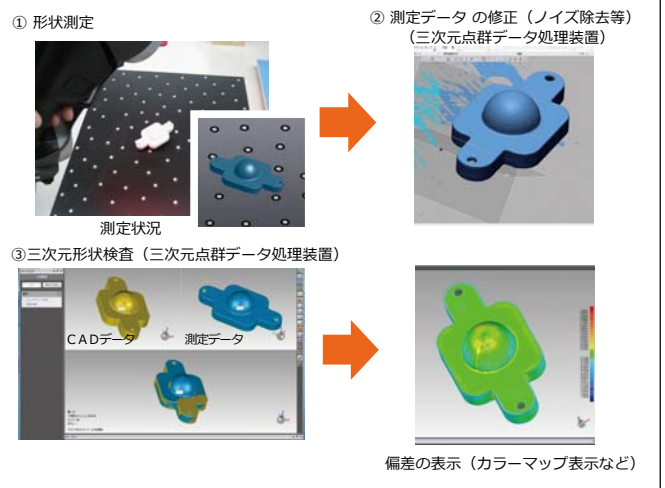 ① 形状測定
② 測定データ の修正（ノイズ除去等）
（三次元点群データ処理装置）
測定状況
③三次元形状検査（三次元点群データ処理装置）
ＣＡＤデータ
測定データ
偏差の表示（カラーマップ表示など）